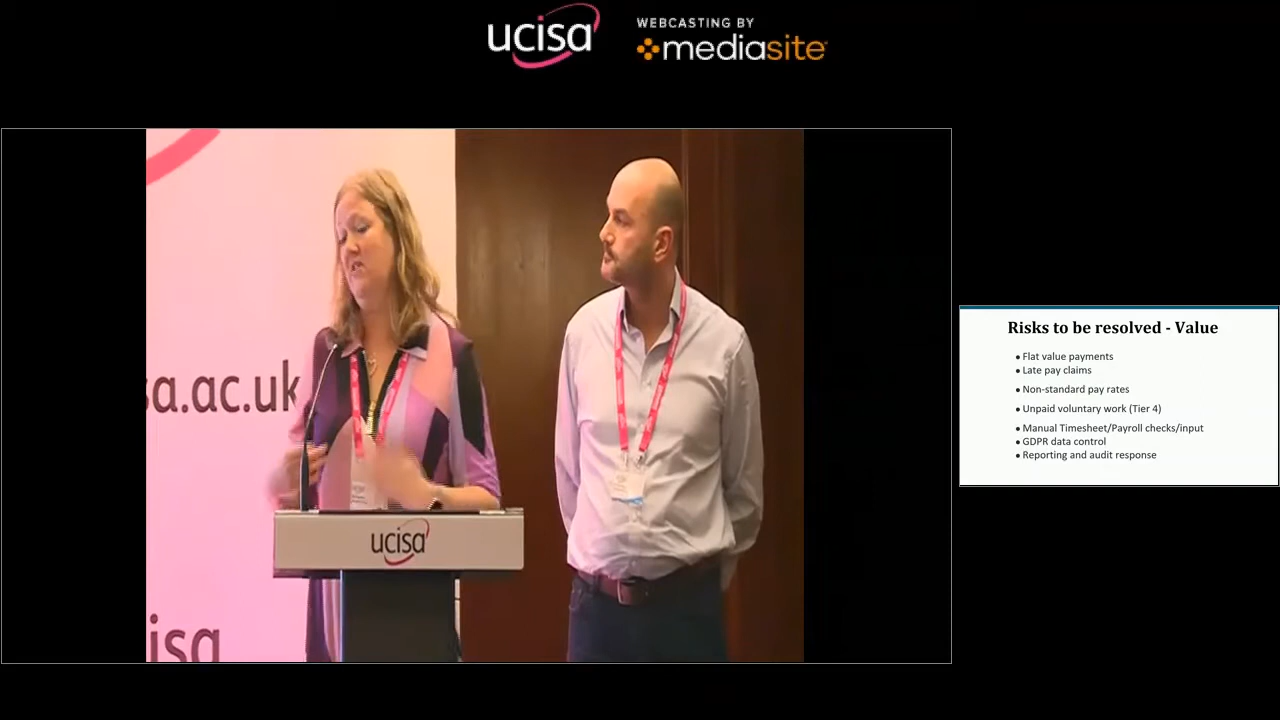 ucisa
WEBCASTING BY
mediasite
sa.ac.uk
ucisa
isa
Risks to be resolved - Value
• Flat value payments
• Late pay claims
• Non-standard pay rates
• Unpaid voluntary work (Tier 4)
• Manual Timesheet/Payroll checks/input
• GDPR data control
• Reporting and audit response